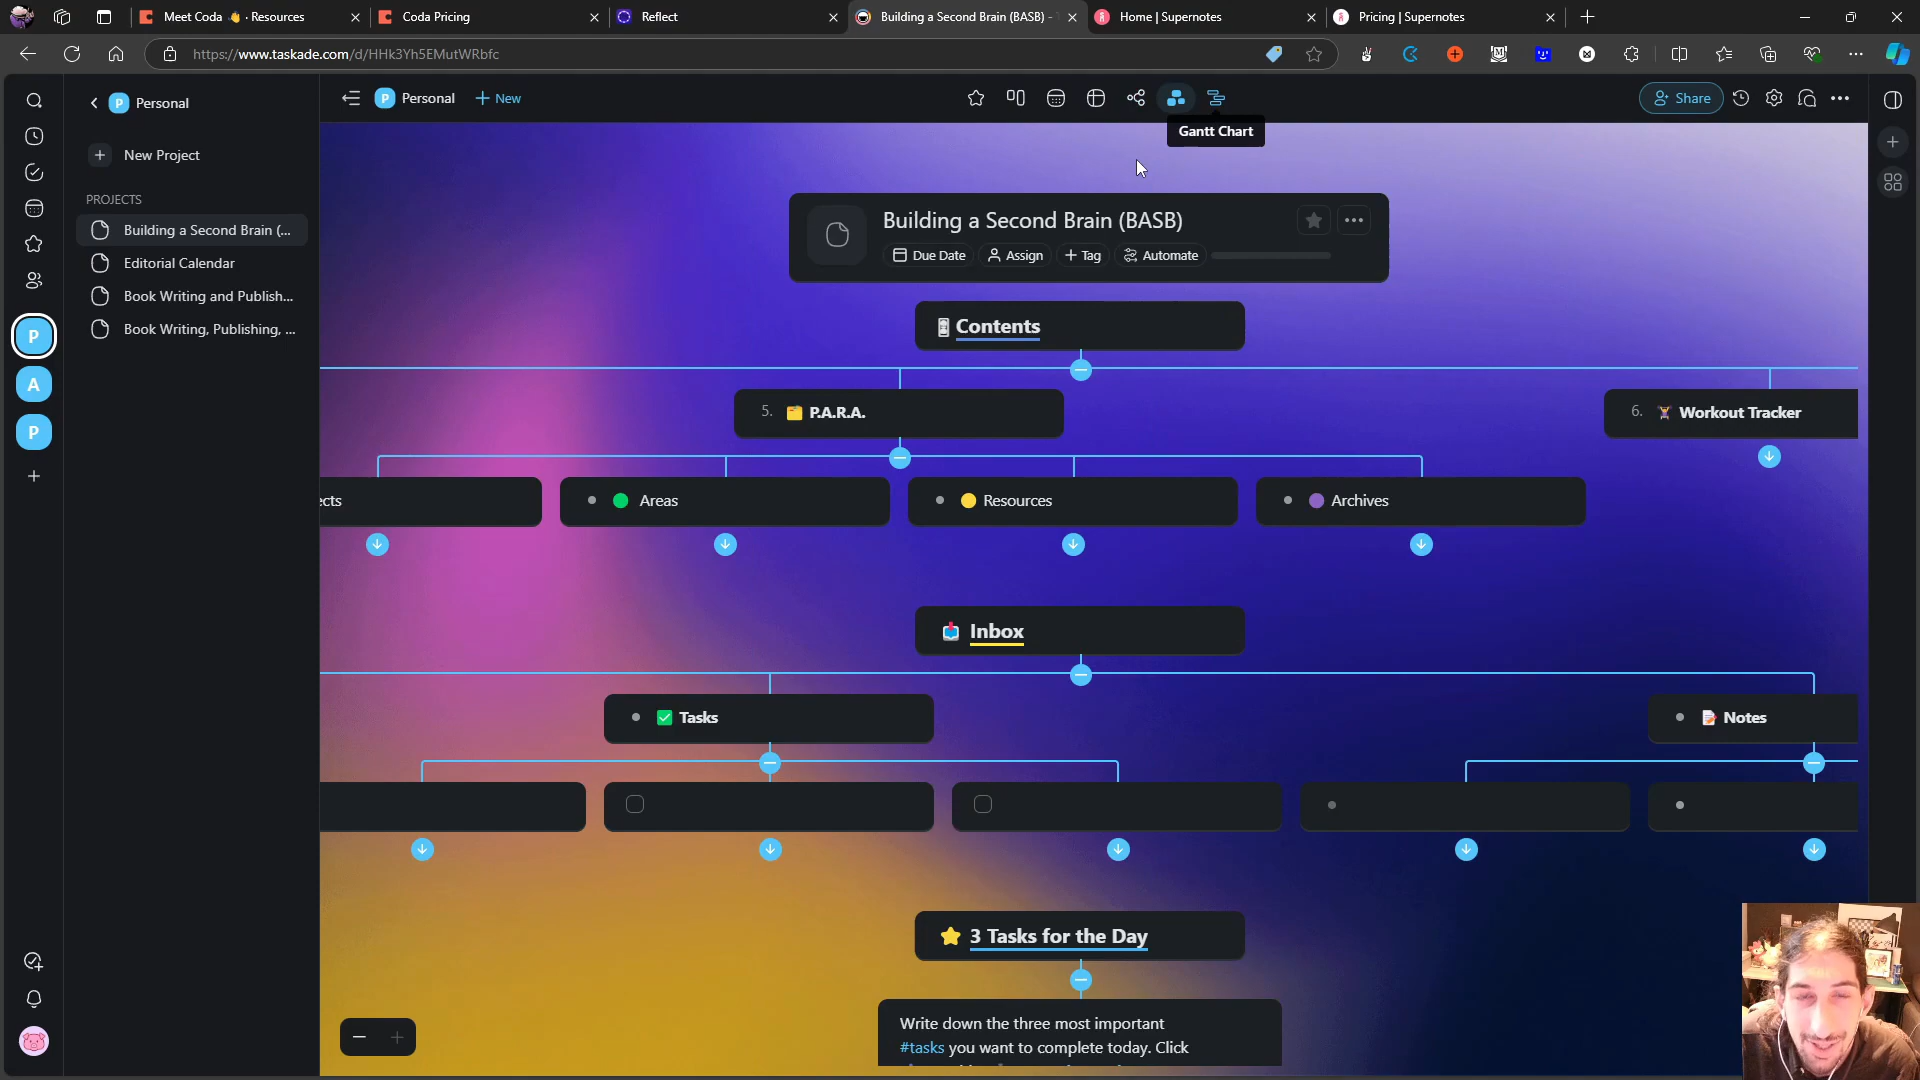 Meet Coda 👋 · Resources
Coda Pricing
Reflect
Building a Second Brain (BASB) -
Home | Supernotes
Pricing | Supernotes
https://www.taskade.com/d/HHk3Yh5EMutWRbfc
P Personal
P Personal
+ New
Share
Gantt Chart
+ New Project
PROJECTS
Building a Second Brain (...
Editorial Calendar
Book Writing and Publish...
Book Writing, Publishing, ...
P
A
P
Building a Second Brain (BASB)
Due Date
Assign
+ Tag
Automate
Contents
5. 🗂️ P.A.R.A.
6. 🏋️ Workout Tracker
ects
Areas
Resources
Archives
Inbox
✅ Tasks
📝 Notes
⭐ 3 Tasks for the Day
Write down the three most important
#tasks you want to complete today. Click